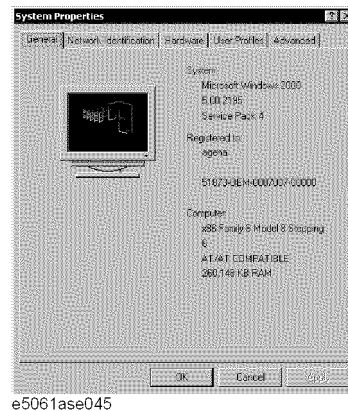 System Properties
General Network Identification Hardware User Profiles Advanced
System:
Microsoft Windows 2000
5.00.2195
Service Pack 4
Registered to:
agena
51873-OEM-0007007-00000
Computer:
x86 Family 6 Model 8 Stepping
6
AT/AT COMPATIBLE
260,148 KB RAM
OK Cancel Apply
e5061ase045